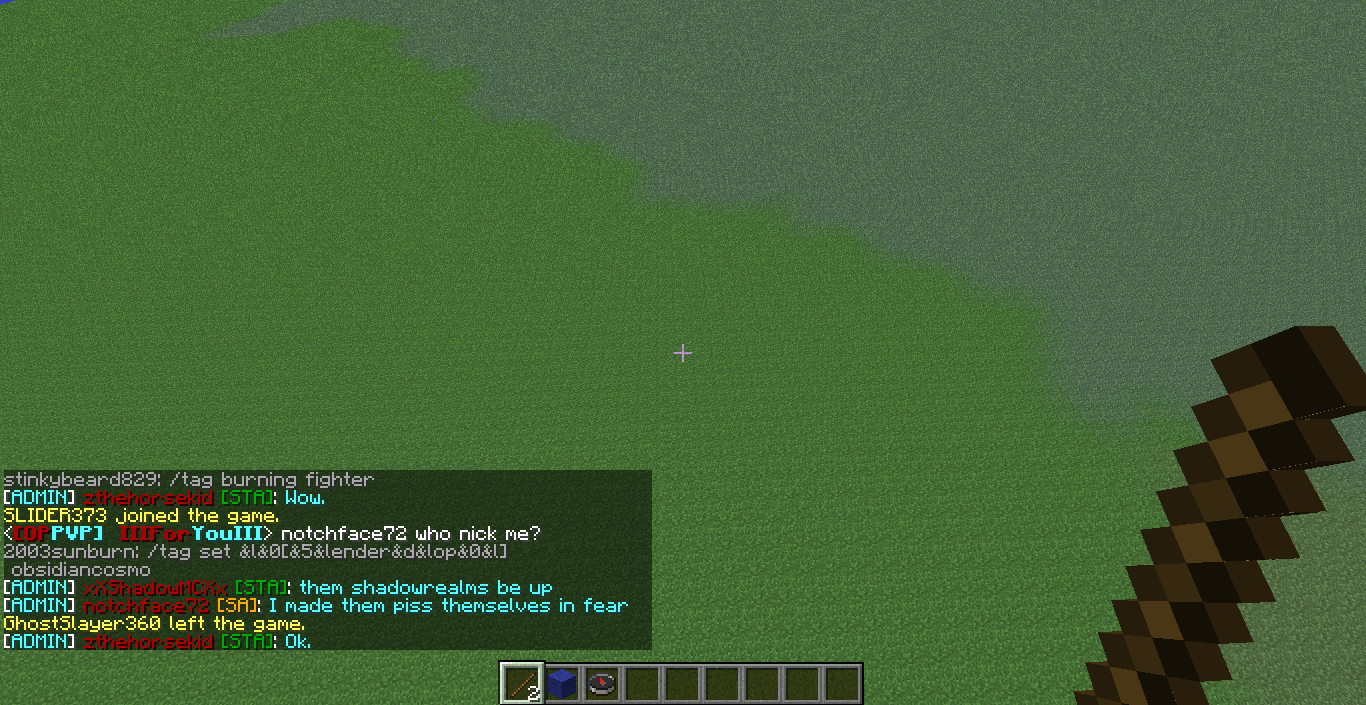 stinkybeard829: /tag burning fighter
[ADMIN] zthehorsekid [STA]: Wow.
SLIDER373 joined the game.
<[OPPVP] IIIForYouIII> notchface72 who nick me?
2003sunburn: /tag set &l&0[&5&lender&d&lop&0&l]
obsidiancosmo
[ADMIN] xXShadowMCXx [STA]: them shadowrealms be up
[ADMIN] notchface72 [SA]: I made them piss themselves in fear
GhostSlayer360 left the game.
[ADMIN] zthehorsekid [STA]: Ok.
2